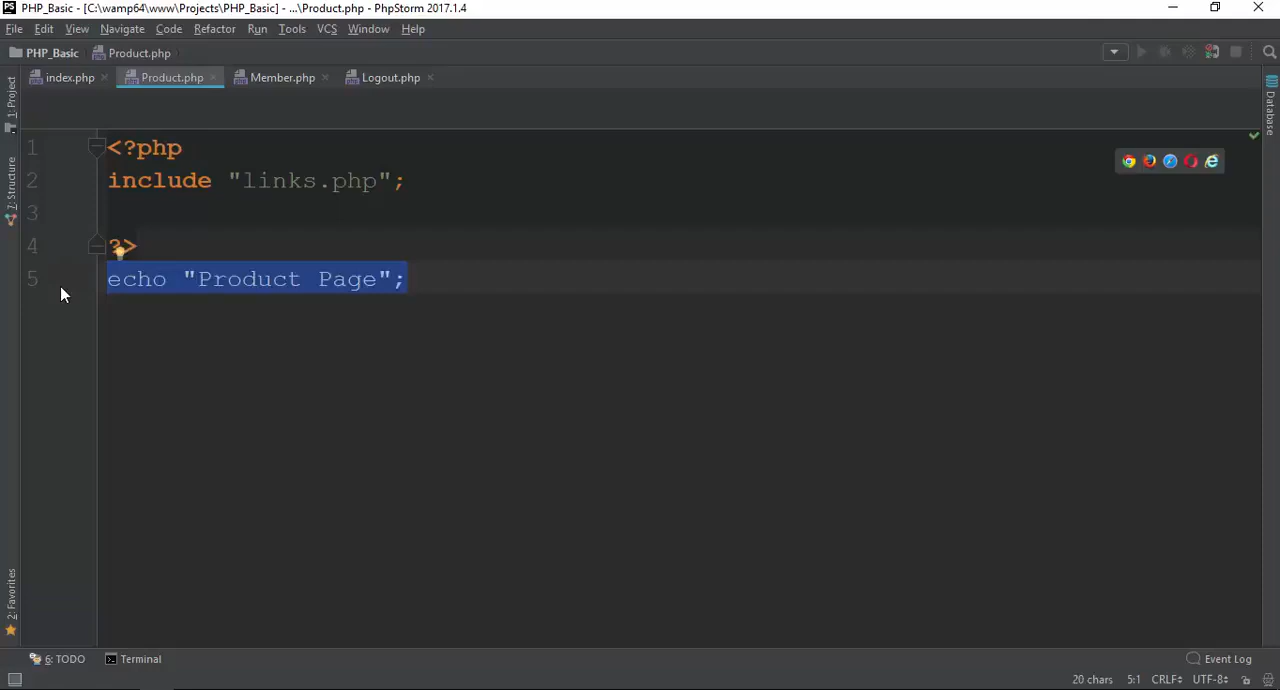 PS PHP_Basic - [C:\wamp64\www\Projects\PHP_Basic] - ...\Product.php - PhpStorm 2017.1.4
File Edit View Navigate Code Refactor Run Tools VCS Window Help
PHP_Basic Product.php
index.php Product.php Member.php Logout.php
1: Project
7: Structure
2: Favorites
Database
1 <?php
2 include "links.php";
3
4 ?>
5 echo "Product Page";
6: TODO Terminal Event Log
20 chars 5:1 CRLF UTF-8